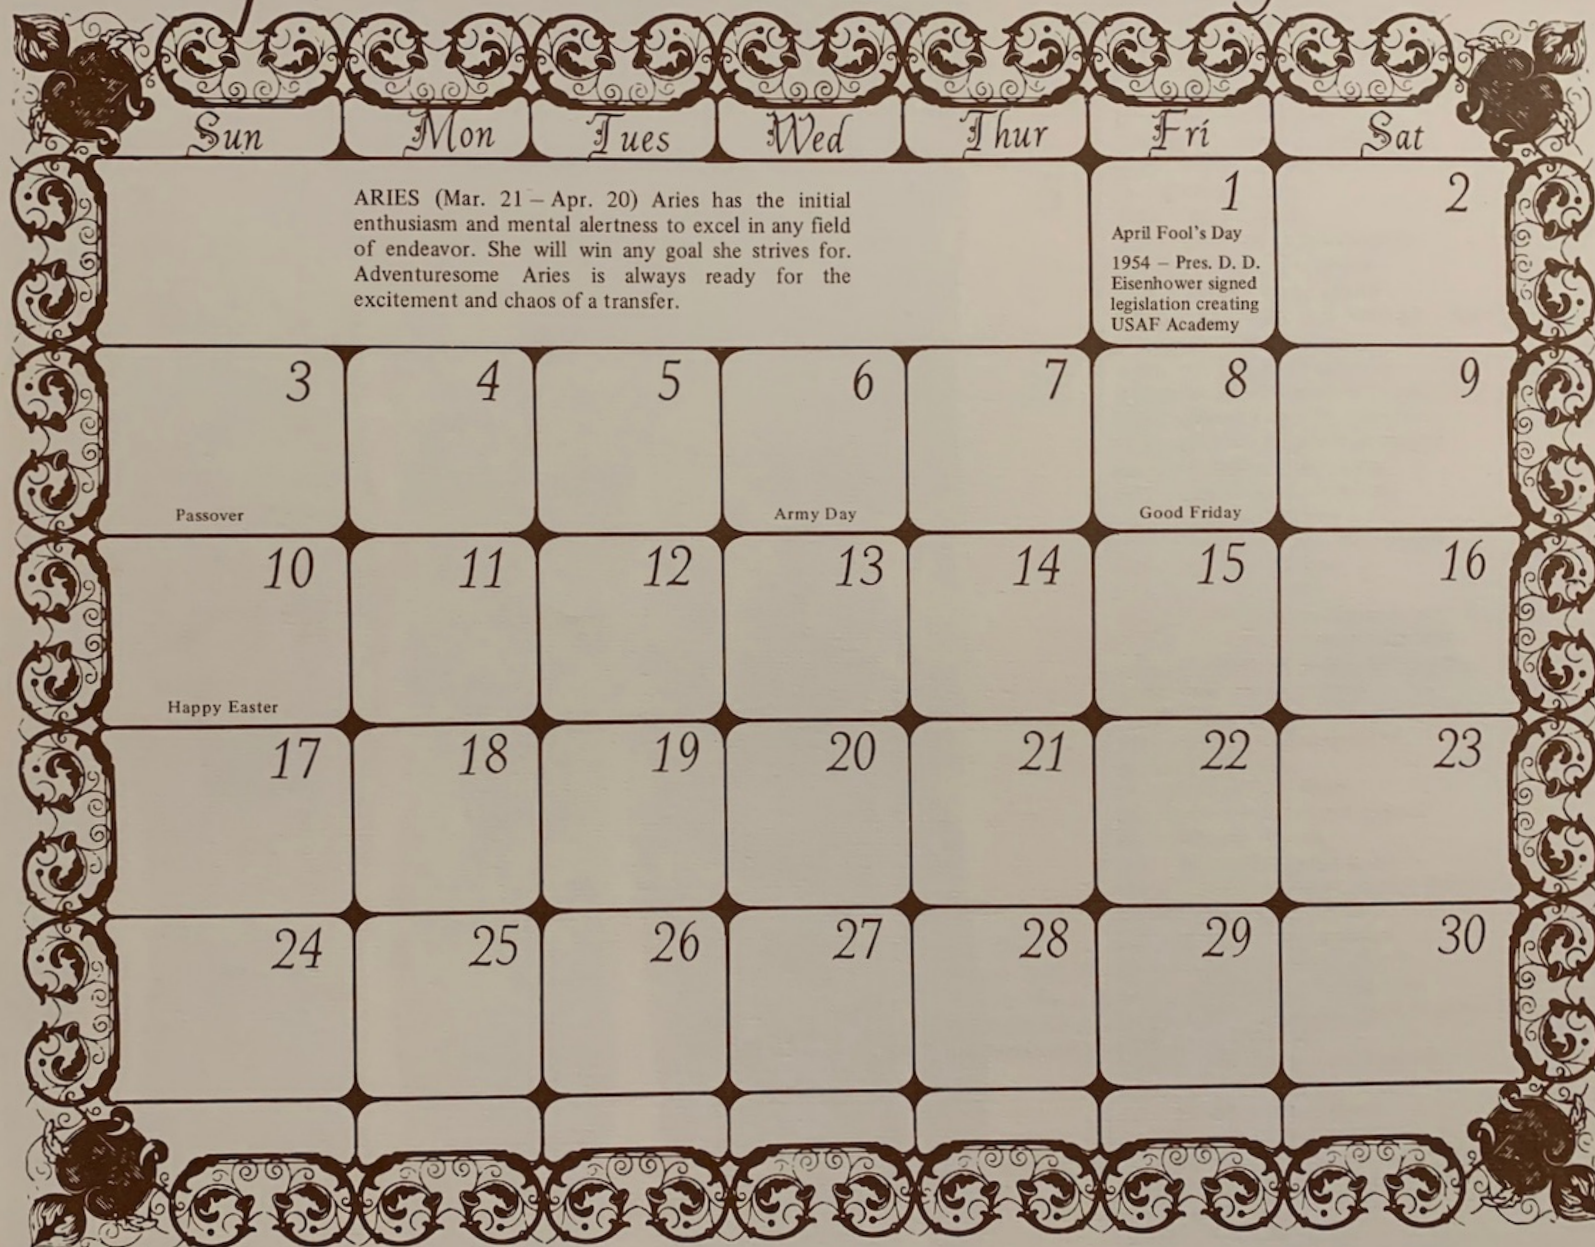 Sun Mon Tues Wed Thur Fri Sat
ARIES (Mar. 21 – Apr. 20) Aries has the initial
enthusiasm and mental alertness to excel in any field
of endeavor. She will win any goal she strives for.
Adventuresome Aries is always ready for the
excitement and chaos of a transfer.
1
April Fool's Day
1954 – Pres. D. D.
Eisenhower signed
legislation creating
USAF Academy
2
3 4 5 6 7 8 9
Passover Army Day Good Friday
10 11 12 13 14 15 16
Happy Easter
17 18 19 20 21 22 23
24 25 26 27 28 29 30